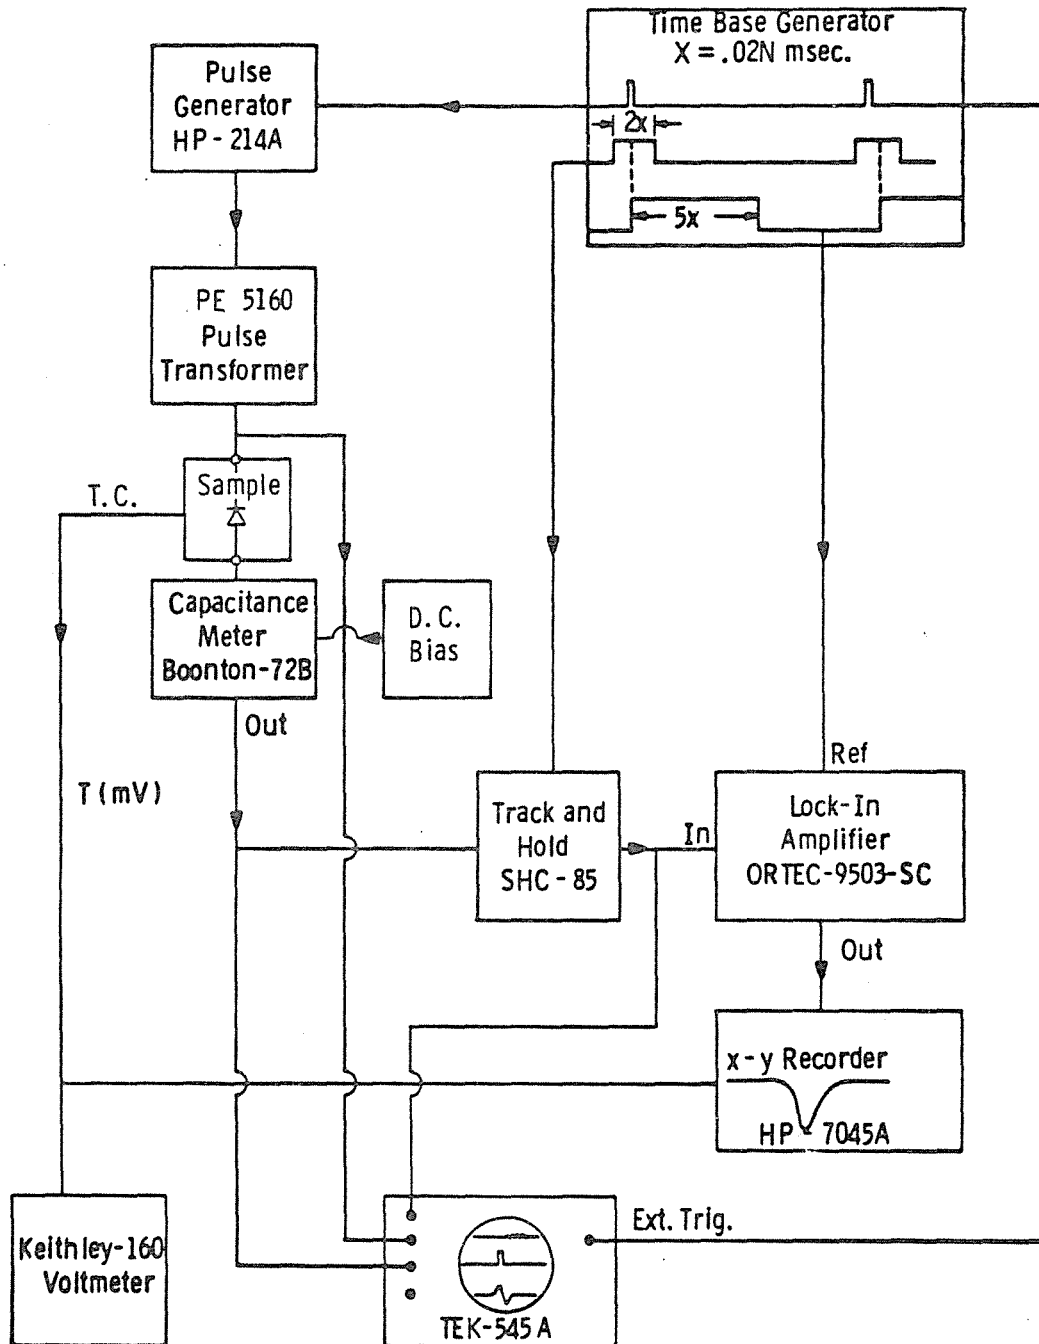 Time Base Generator
X = .02N msec.
2x
5x
Pulse
Generator
HP - 214A
PE 5160
Pulse
Transformer
Sample
T. C.
Capacitance
Meter
Boonton-72B
D. C.
Bias
Out
T (mV)
Track and
Hold
SHC - 85
In
Ref
Lock-In
Amplifier
ORTEC-9503-SC
Out
x - y Recorder
HP - 7045A
Keithley-160
Voltmeter
Ext. Trig.
TEK-545 A